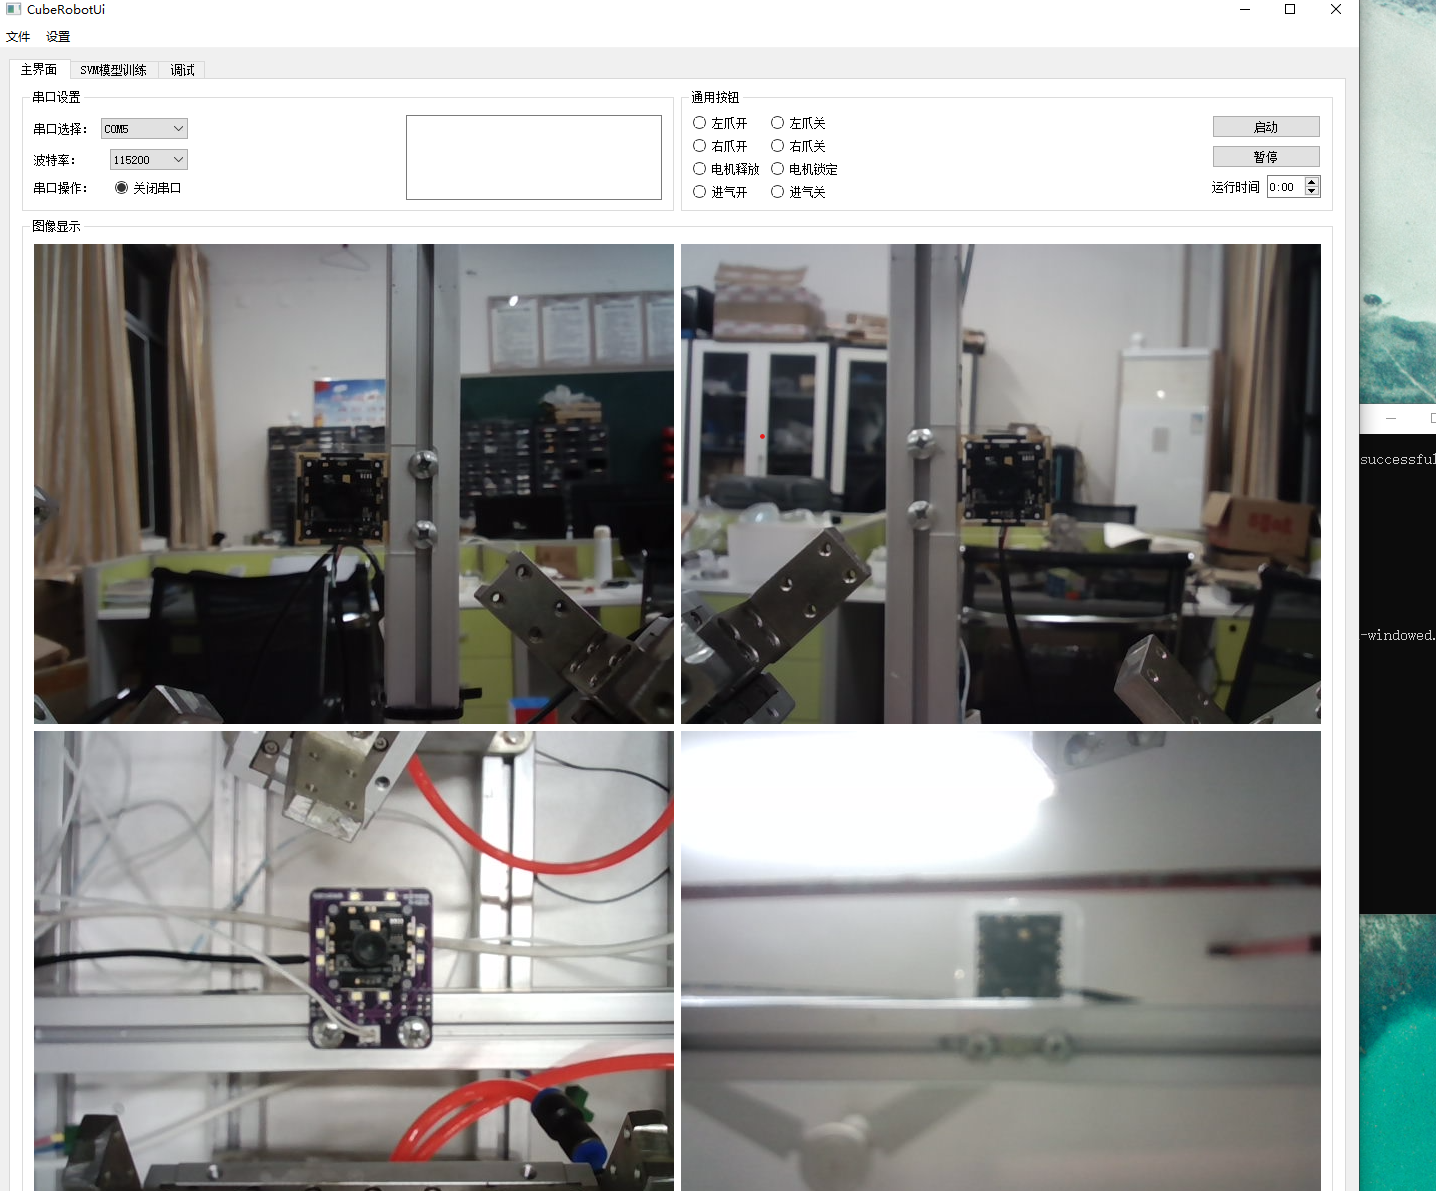 CubeRobotUi
文件 设置
主界面 SVM模型训练 调试
串口设置
串口选择: COM5
波特率: 115200
串口操作: 关闭串口
通用按钮
左爪开 左爪关
右爪开 右爪关
电机释放 电机锁定
进气开 进气关
启动
暂停
运行时间 0:00
图像显示
successful
-windowed.